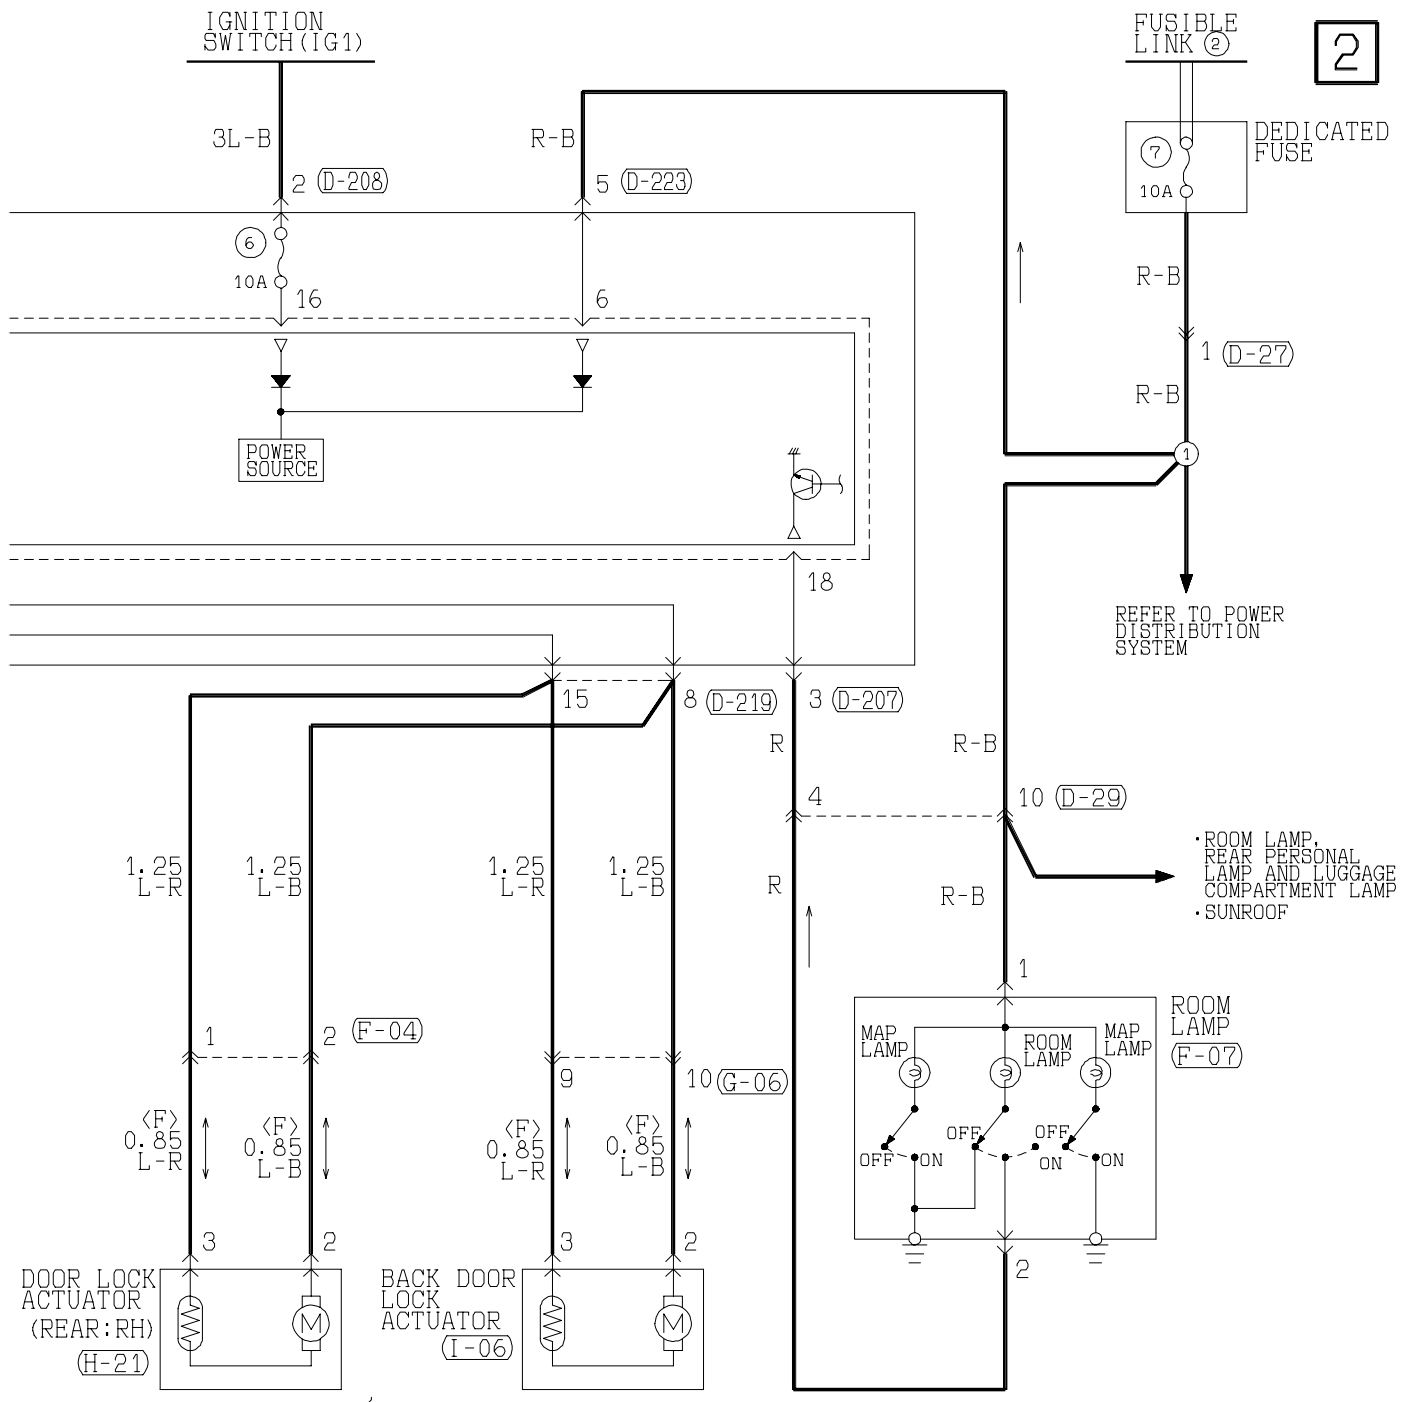 IGNITION
SWITCH(IG1)
FUSIBLE
LINK 2
2
3L-B
R-B
7
10A
DEDICATED
FUSE
2 D-208
5 D-223
6
10A
16
6
R-B
1 D-27
R-B
POWER
SOURCE
1
18
REFER TO POWER
DISTRIBUTION
SYSTEM
15
8 D-219
3 D-207
R
R-B
4
10 D-29
1.25
L-R
1.25
L-B
1.25
L-R
1.25
L-B
R
R-B
·ROOM LAMP,
REAR PERSONAL
LAMP AND LUGGAGE
COMPARTMENT LAMP
·SUNROOF
1
ROOM
LAMP
F-07
1
2
F-04
MAP
LAMP
ROOM
LAMP
MAP
LAMP
9
10 G-06
<F>
0.85
L-R
<F>
0.85
L-B
<F>
0.85
L-R
<F>
0.85
L-B
OFF
ON
OFF
ON
OFF
ON
3
2
3
2
2
DOOR LOCK
ACTUATOR
(REAR:RH)
H-21
M
BACK DOOR
LOCK
ACTUATOR
I-06
M